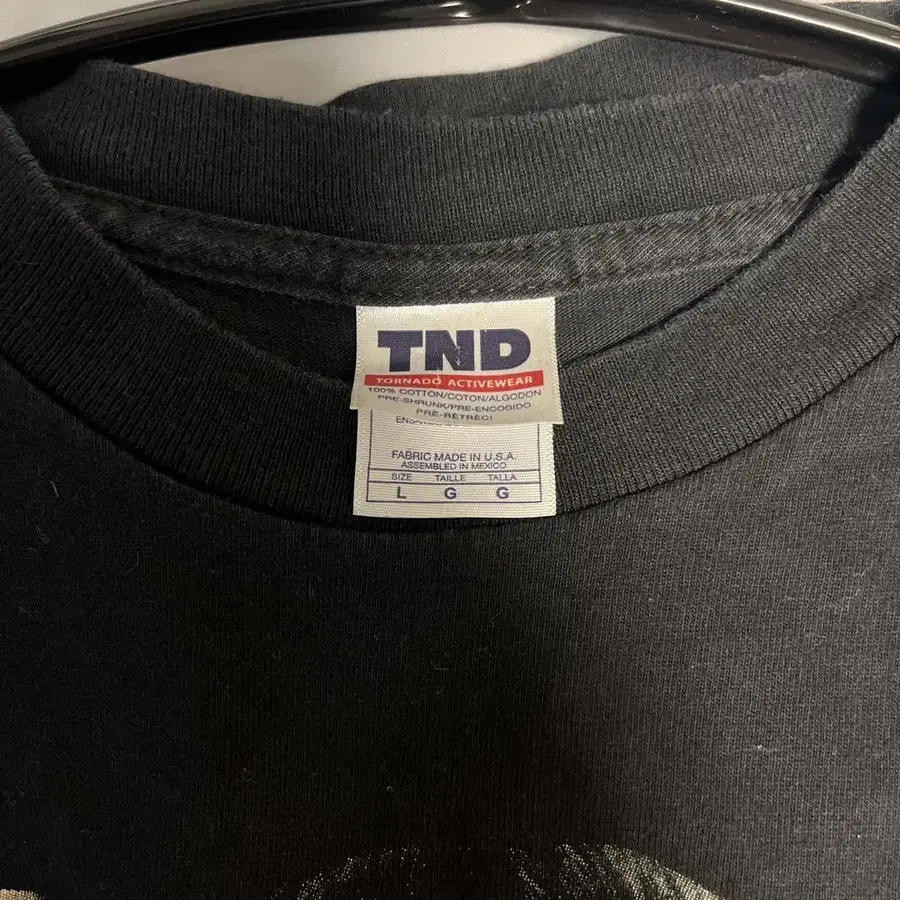 TND
TORNADO ACTIVEWEAR
100% COTTON/COTON/ALGODON
PRE-SHRUNK/PRE-ENCOGIDO
PRÉ-RÉTRÉCI
FABRIC MADE IN U.S.A.
ASSEMBLED IN MEXICO
SIZE TAILLE TALLA
L G G